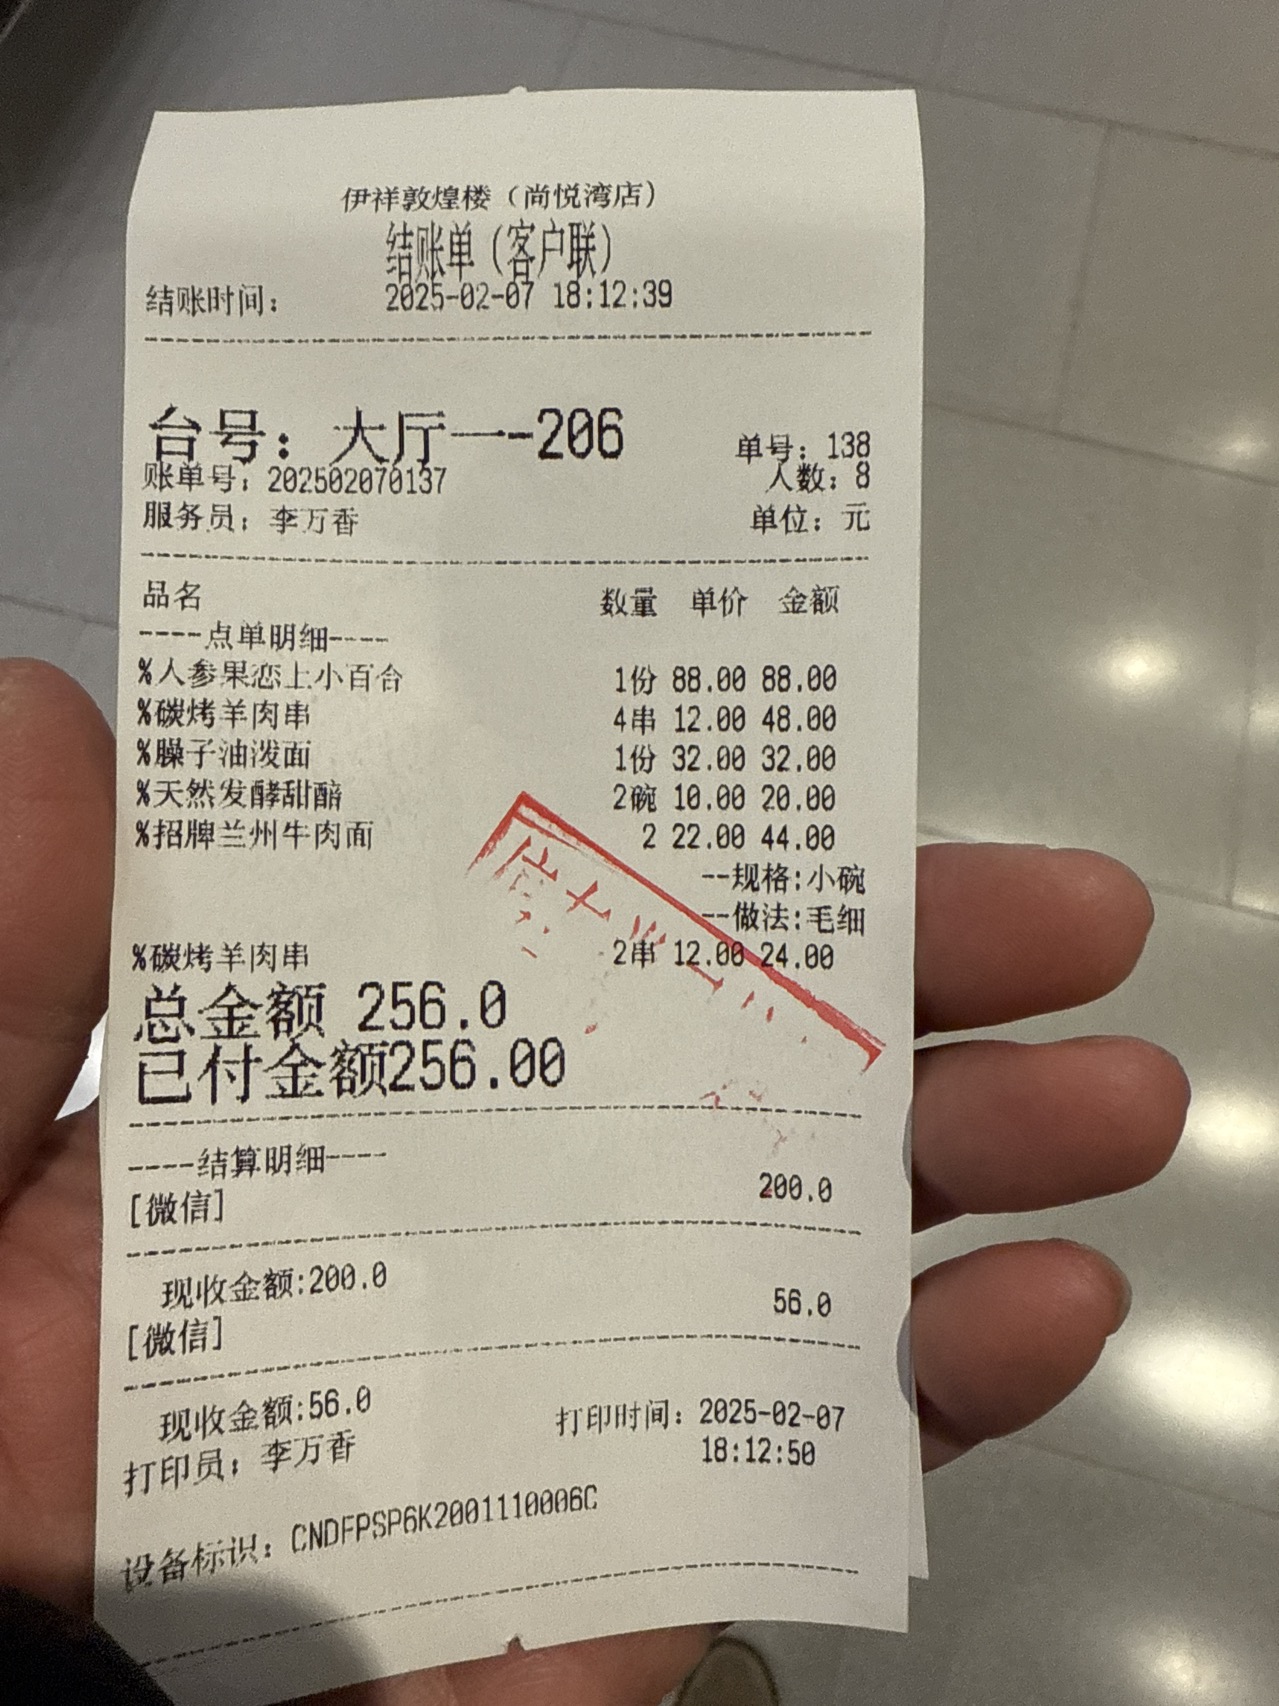 伊祥敦煌楼（尚悦湾店）
结账单（客户联）
结账时间： 2025-02-07 18:12:39
台号：大厅一-206 单号：138
账单号：202502070137 人数：8
服务员：李万香 单位：元
品名 数量 单价 金额
----点单明细----
%人参果恋上小百合 1份 88.00 88.00
%碳烤羊肉串 4串 12.00 48.00
%臊子油泼面 1份 32.00 32.00
%天然发酵甜醅 2碗 10.00 20.00
%招牌兰州牛肉面 2 22.00 44.00
--规格:小碗
--做法:毛细
%碳烤羊肉串 2串 12.00 24.00
总金额 256.0
已付金额256.00
----结算明细----
[微信] 200.0
现收金额:200.0
[微信] 56.0
现收金额:56.0
打印员：李万香 打印时间：2025-02-07
18:12:50
设备标识：CNDFPSP6K2001110006C